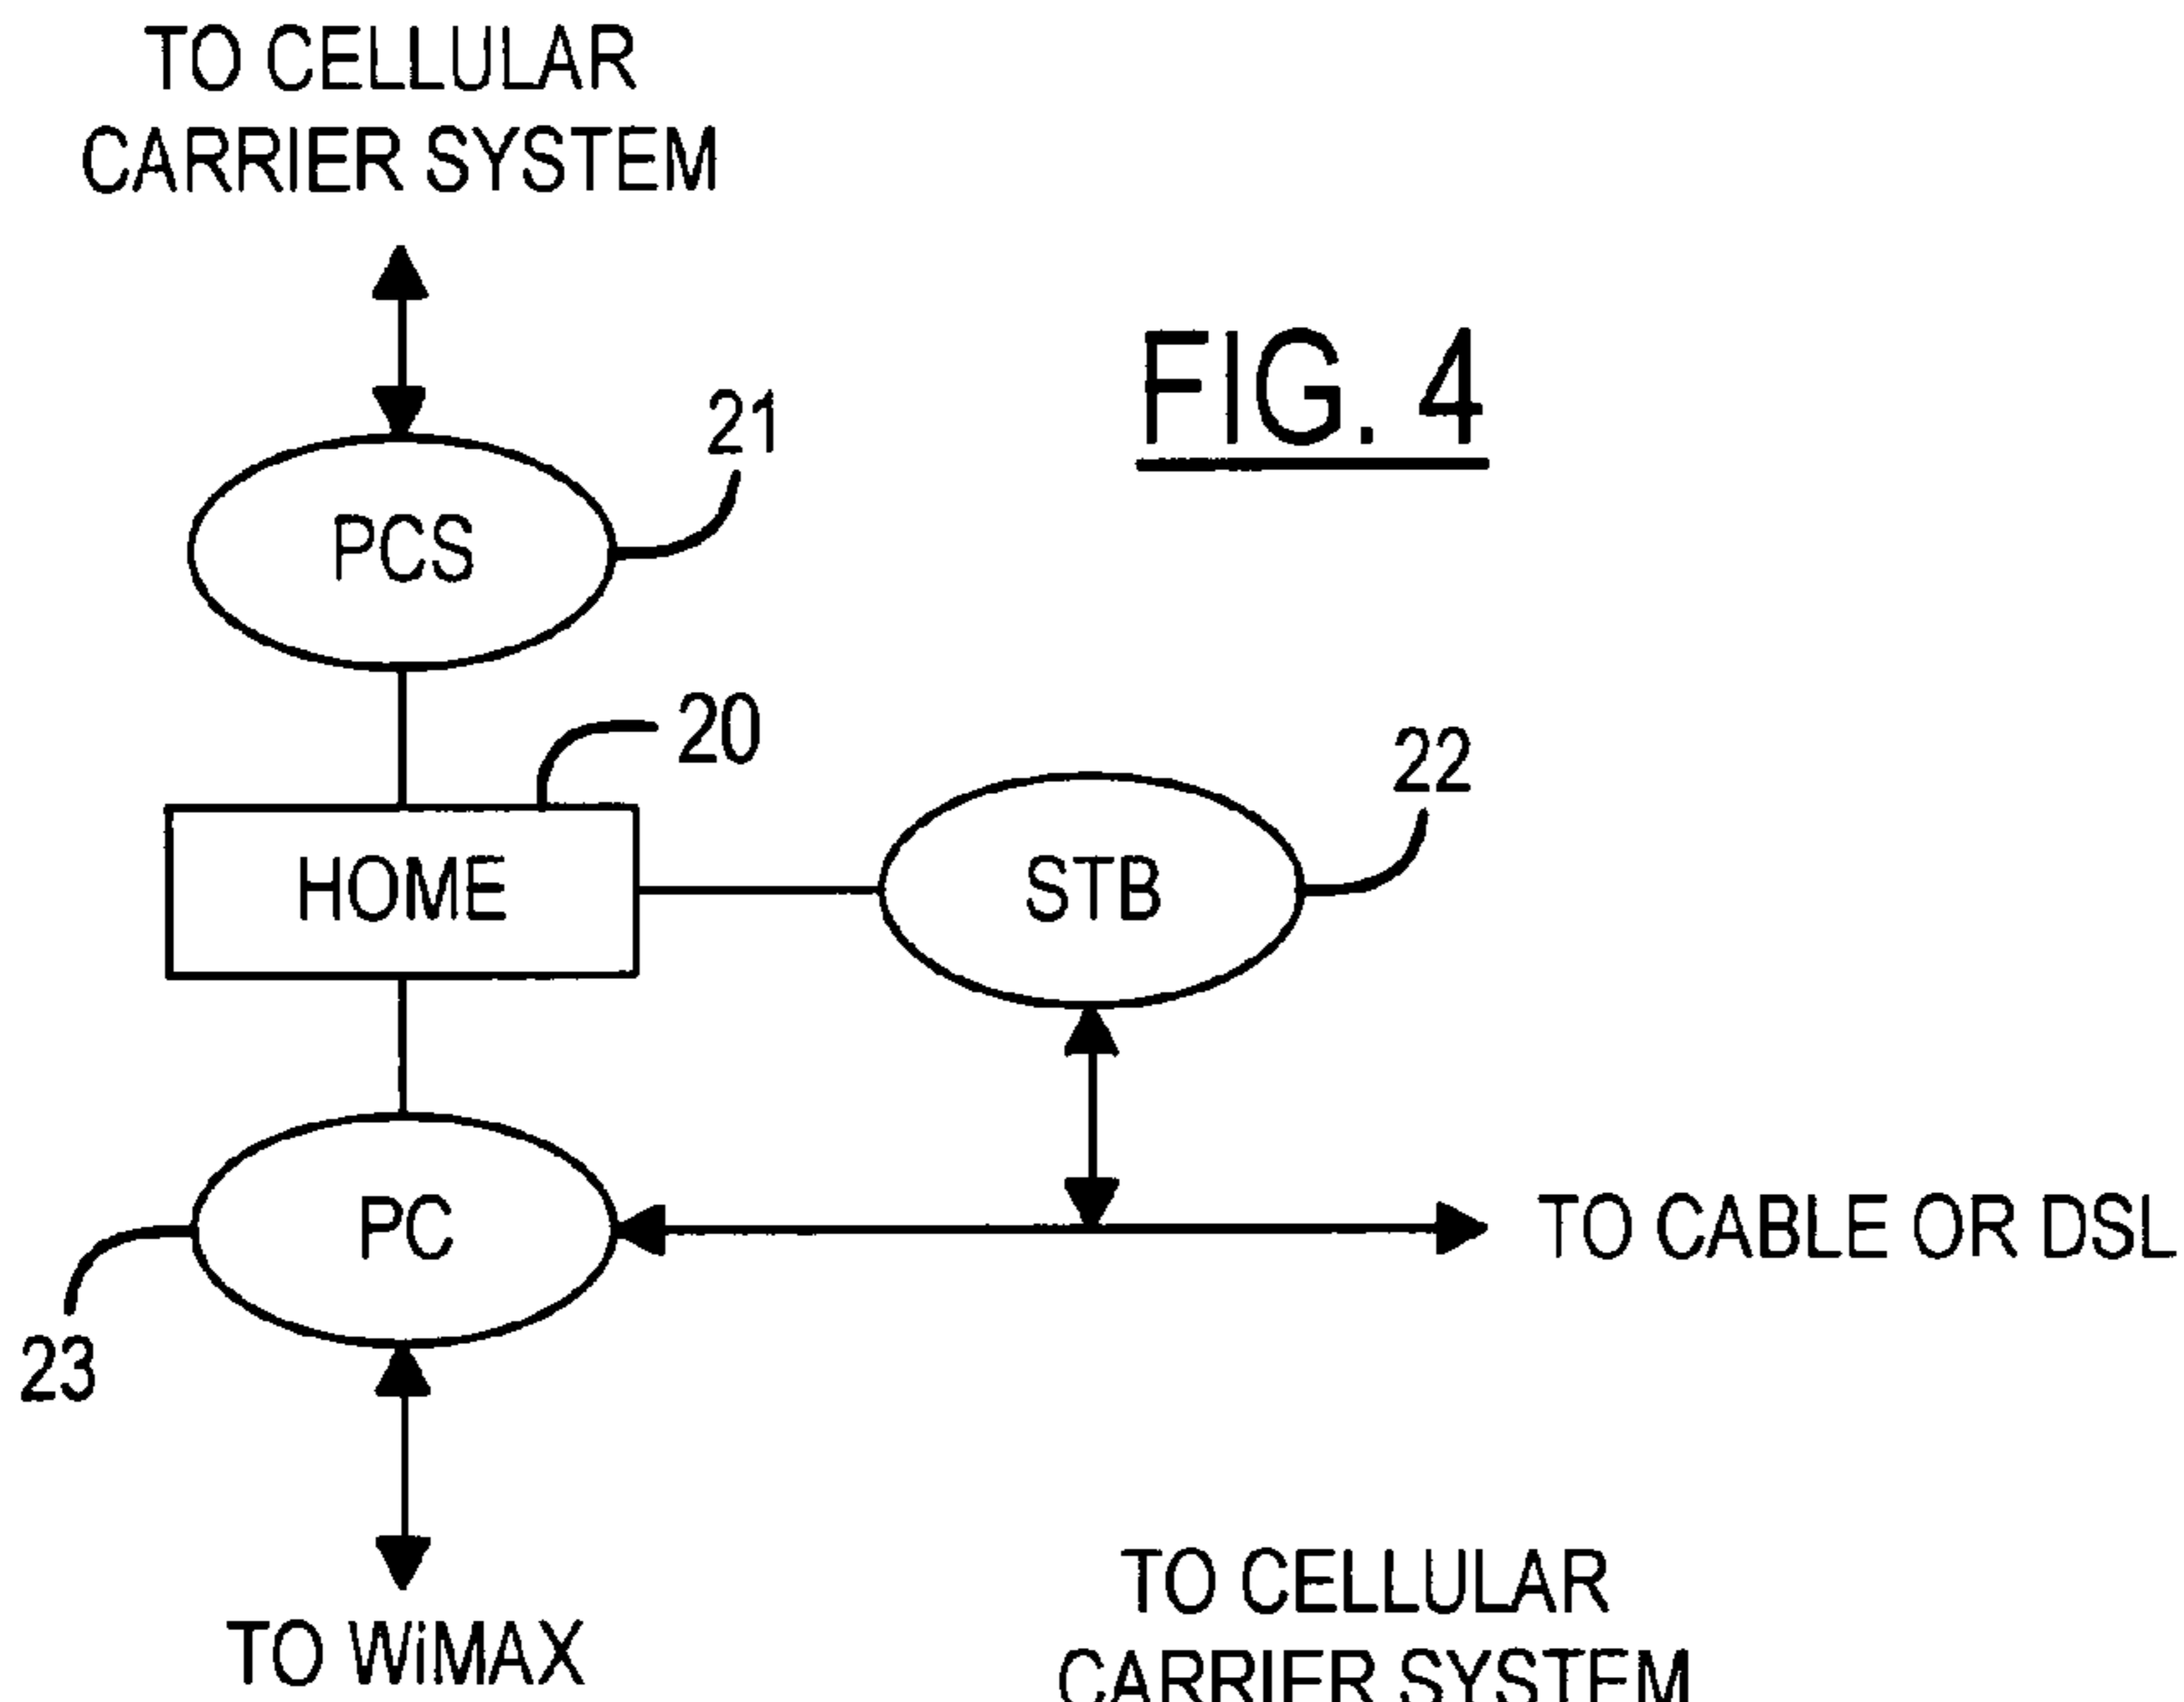 TO CELLULAR
CARRIER SYSTEM
FIG. 4
21
PCS
20
22
HOME
STB
PC
TO CABLE OR DSL
23
TO WiMAX
TO CELLULAR
CARRIER SYSTEM